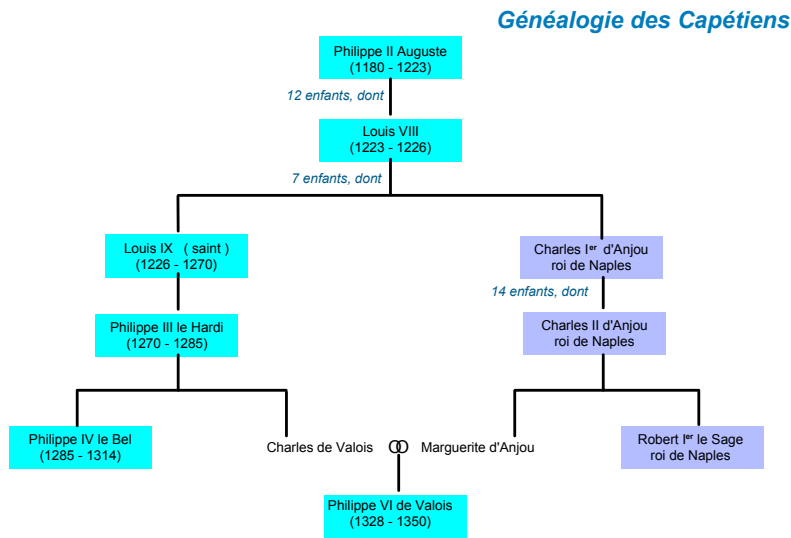 Généalogie des Capétiens
Philippe II Auguste
(1180 - 1223)
12 enfants, dont
Louis VIII
(1223 - 1226)
7 enfants, dont
Louis IX ( saint )
(1226 - 1270)
Charles Ier d'Anjou
roi de Naples
14 enfants, dont
Philippe III le Hardi
(1270 - 1285)
Charles II d'Anjou
roi de Naples
Philippe IV le Bel
(1285 - 1314)
Charles de Valois
Marguerite d'Anjou
Robert Ier le Sage
roi de Naples
Philippe VI de Valois
(1328 - 1350)